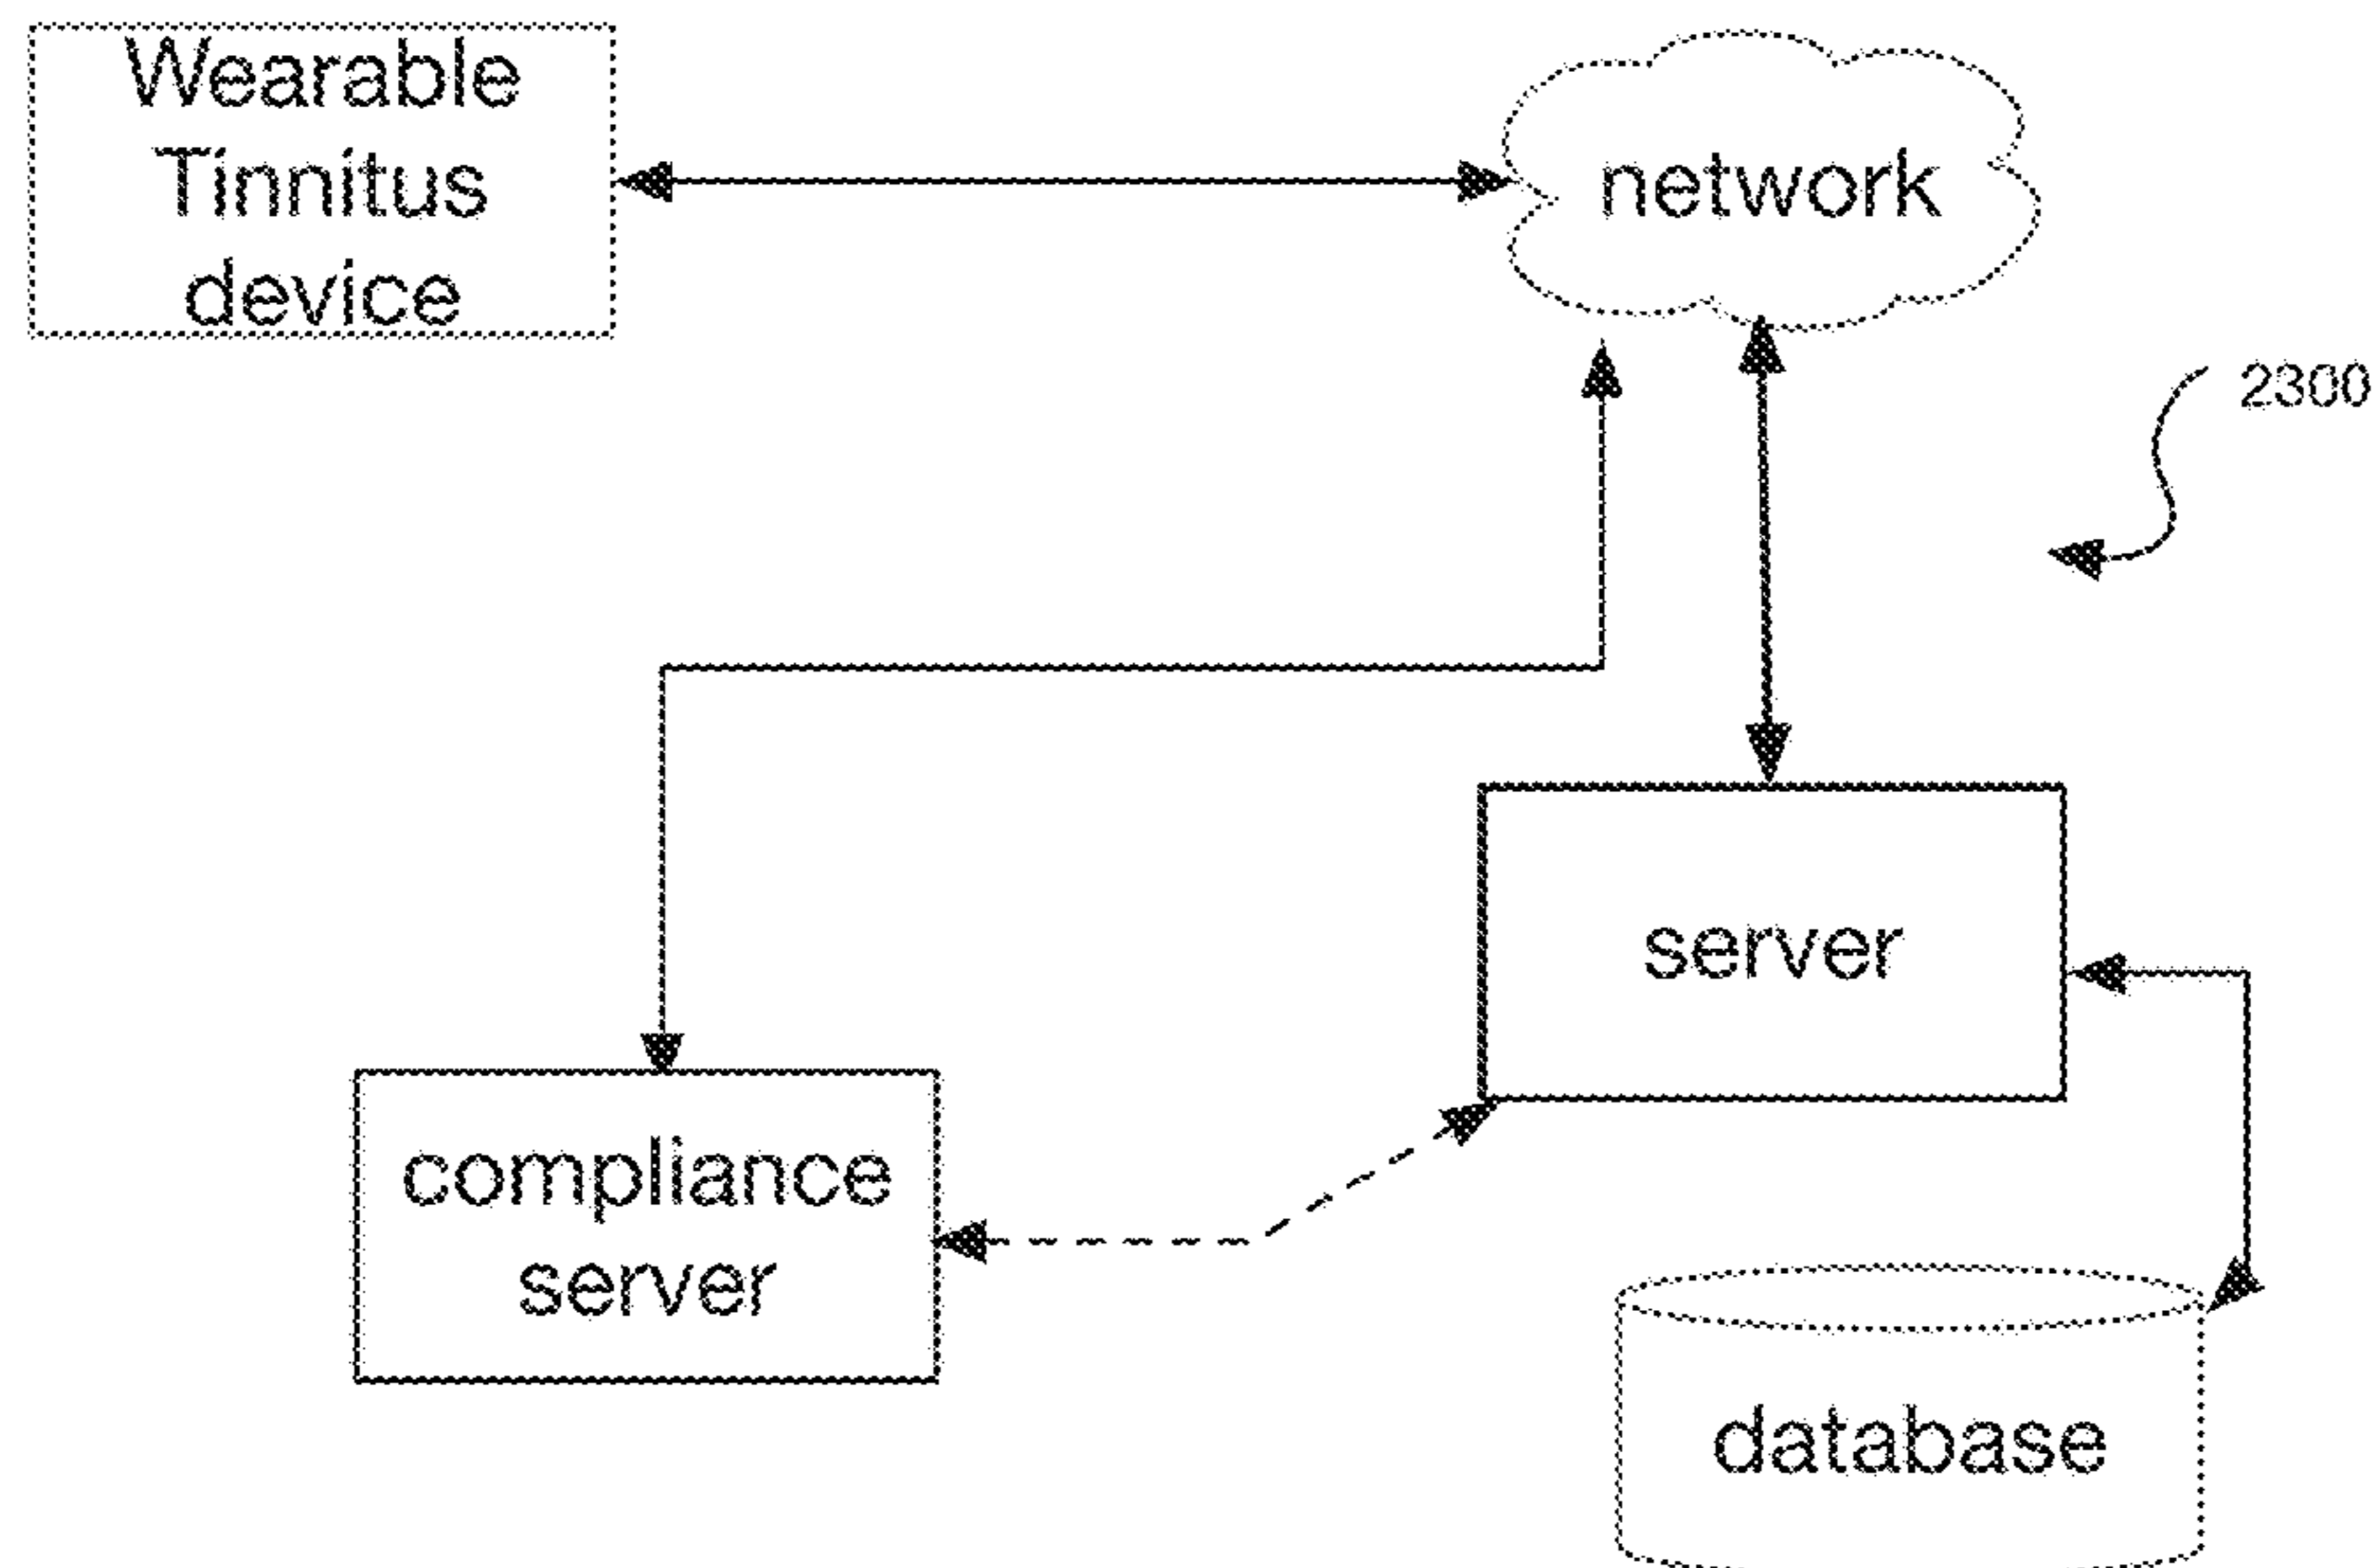 Wearable
Tinnitus
device
network
2300
server
compliance
server
database